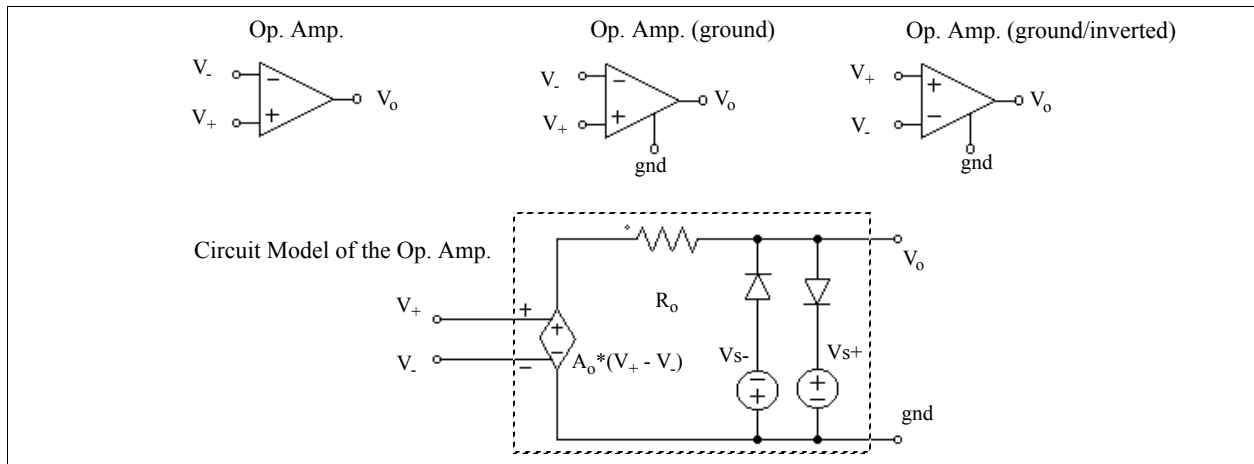 Op. Amp.
Op. Amp. (ground)
Op. Amp. (ground/inverted)
V-
V+
−
+
Vo
V-
V+
−
+
Vo
gnd
V+
V-
+
−
Vo
gnd
Circuit Model of the Op. Amp.
V+
V-
+
−
+
−
Ao*(V+ - V-)
Ro
Vs-
−
+
Vs+
+
−
Vo
gnd